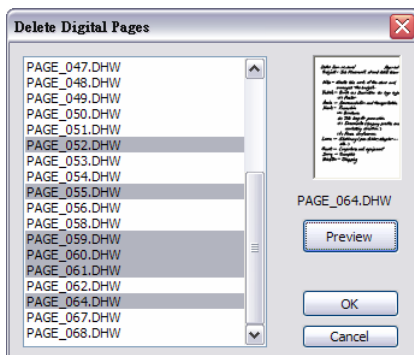 Delete Digital Pages
PAGE_047.DHW
PAGE_048.DHW
PAGE_049.DHW
PAGE_050.DHW
PAGE_051.DHW
PAGE_052.DHW
PAGE_053.DHW
PAGE_054.DHW
PAGE_055.DHW
PAGE_056.DHW
PAGE_058.DHW
PAGE_059.DHW
PAGE_060.DHW
PAGE_061.DHW
PAGE_062.DHW
PAGE_064.DHW
PAGE_067.DHW
PAGE_068.DHW
PAGE_064.DHW
Preview
OK
Cancel